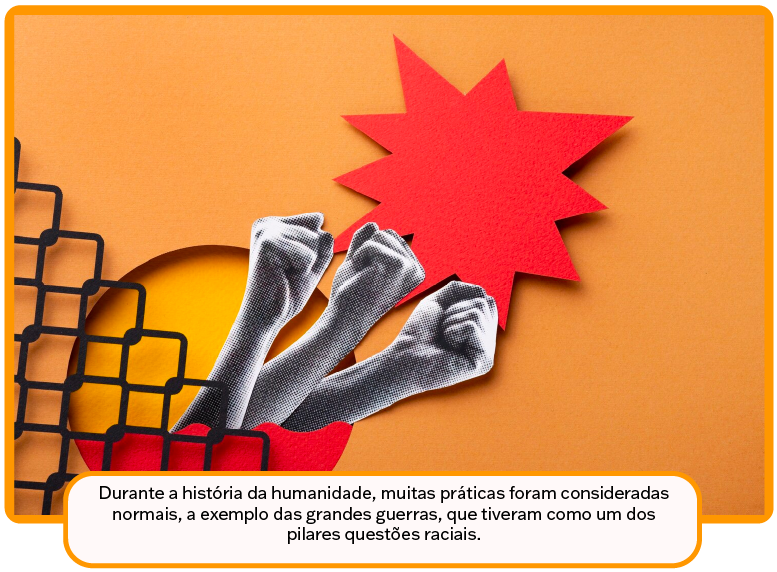 Durante a história da humanidade, muitas práticas foram consideradas
normais, a exemplo das grandes guerras, que tiveram como um dos
pilares questões raciais.